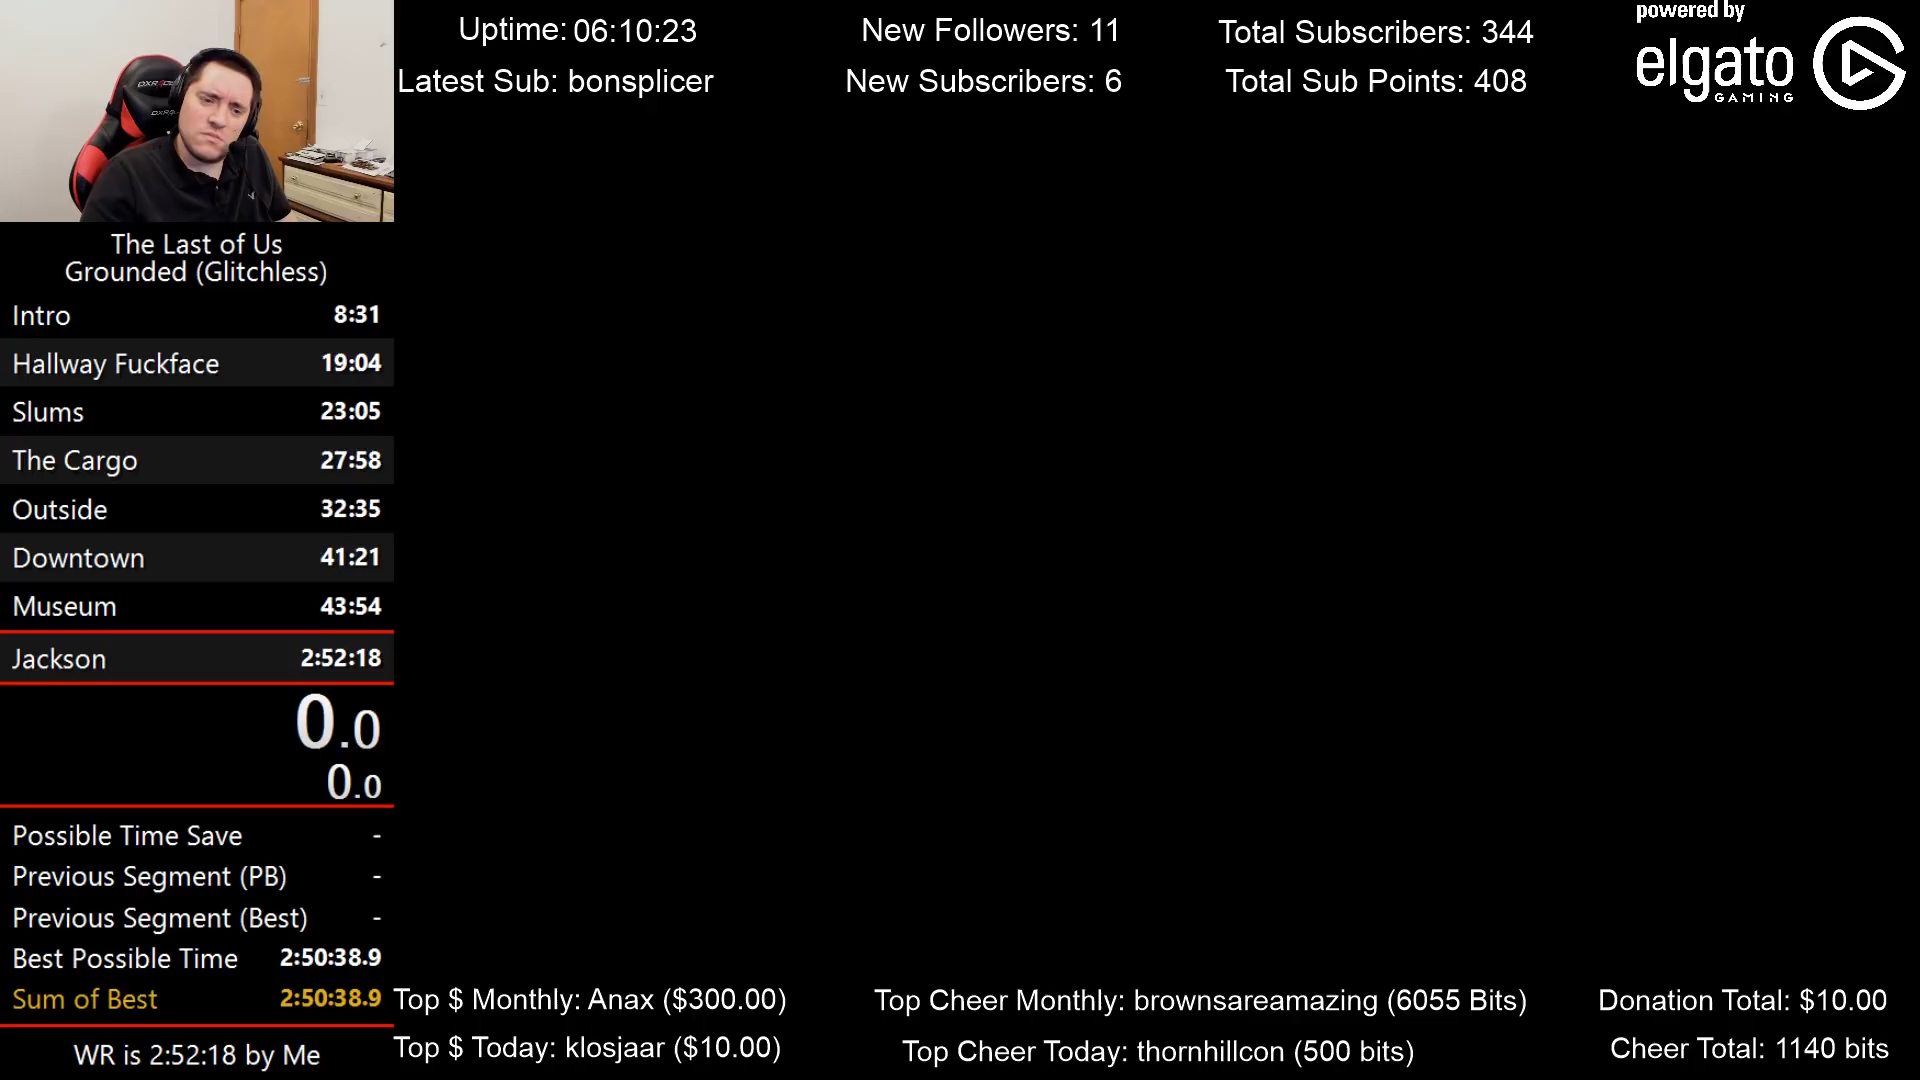 Uptime: 06:10:23
New Followers: 11
Total Subscribers: 344
Latest Sub: bonsplicer
New Subscribers: 6
Total Sub Points: 408
powered by
elgato
GAMING
The Last of Us
Grounded (Glitchless)
Intro 8:31
Hallway Fuckface 19:04
Slums 23:05
The Cargo 27:58
Outside 32:35
Downtown 41:21
Museum 43:54
Jackson 2:52:18
0.0
0.0
Possible Time Save -
Previous Segment (PB) -
Previous Segment (Best) -
Best Possible Time 2:50:38.9
Sum of Best 2:50:38.9
WR is 2:52:18 by Me
Top $ Monthly: Anax ($300.00)
Top Cheer Monthly: brownsareamazing (6055 Bits)
Donation Total: $10.00
Top $ Today: klosjaar ($10.00)
Top Cheer Today: thornhillcon (500 bits)
Cheer Total: 1140 bits